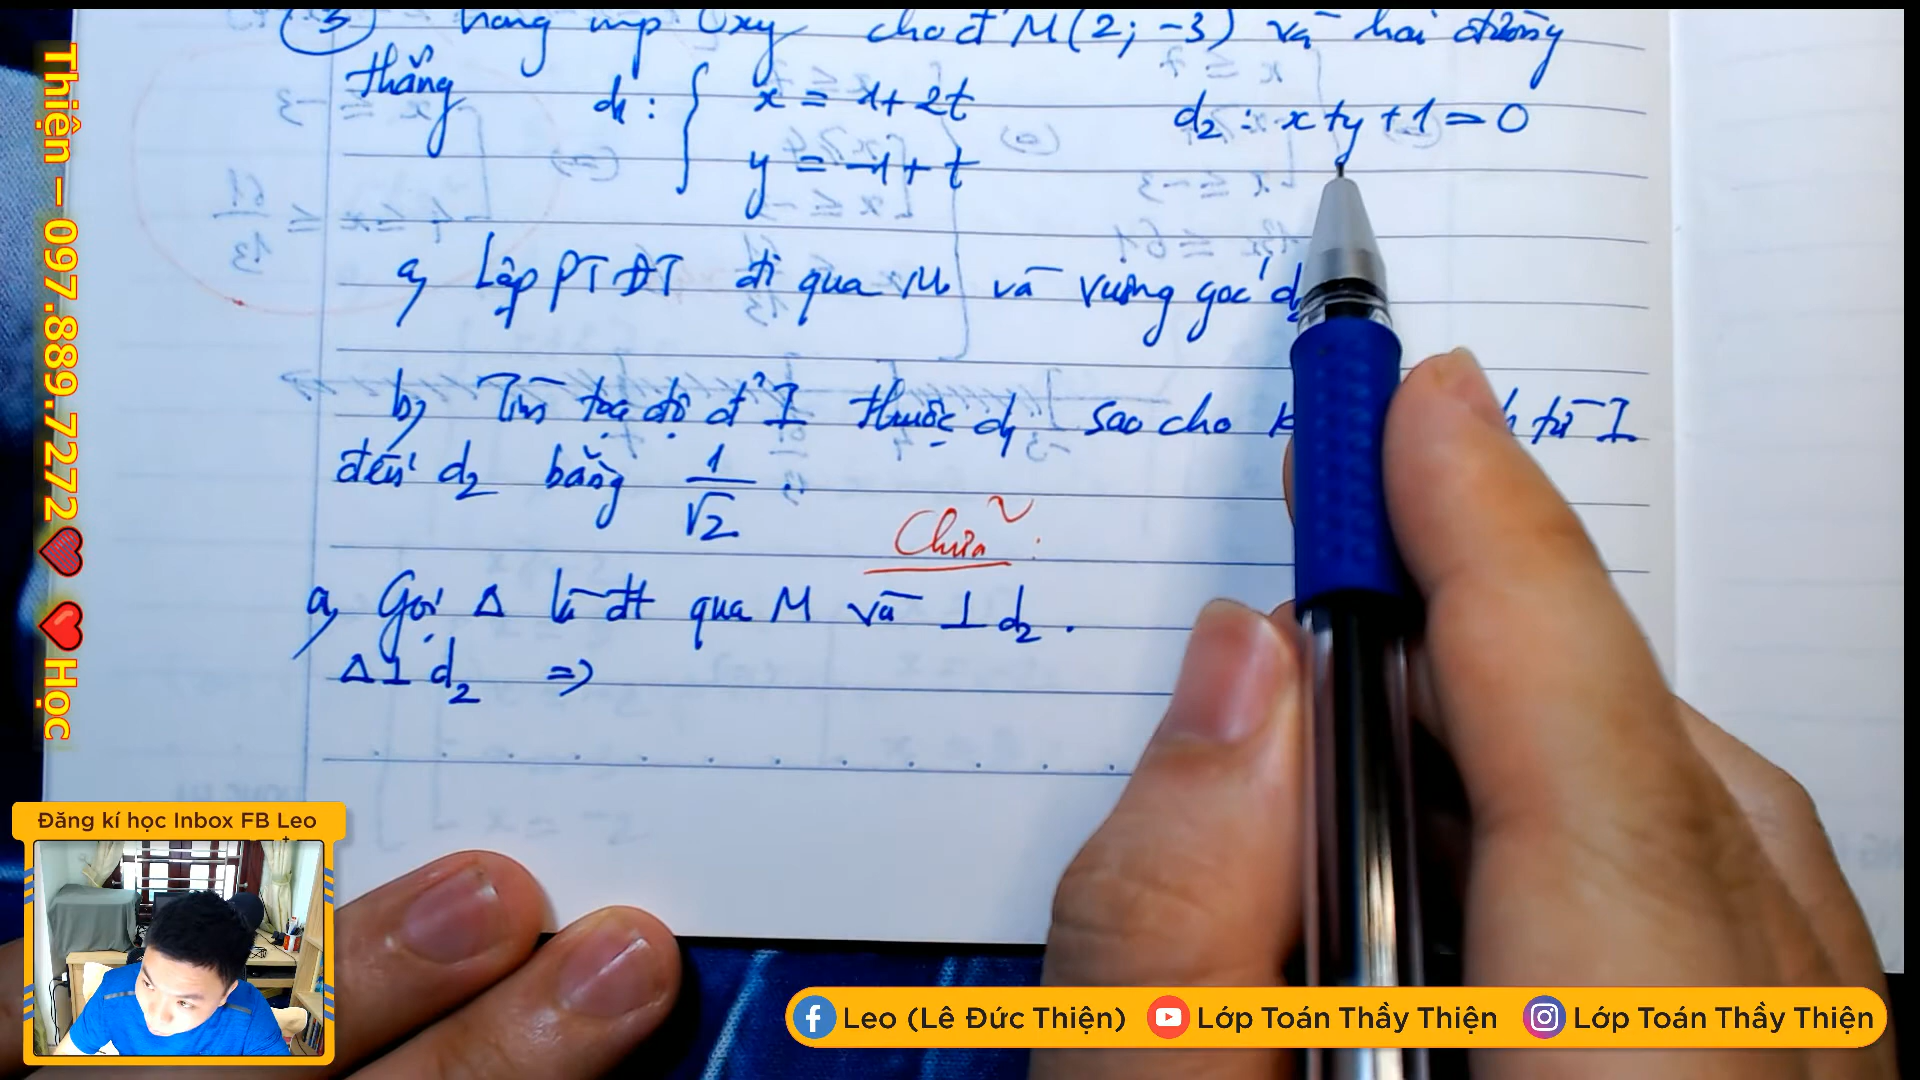 (3) Trong mp Oxy cho đ' M(2; -3) và hai đường
thẳng d1 : { x = 1 + 2t d2 : x + y + 1 = 0
y = -1 + t
a, Lập PTĐT đi qua M và vuông góc d2
b, Tìm tọa độ đ' I thuộc d1 sao cho từ I
đến d2 bằng 1/√2 .
Chữa :
a, Gọi Δ là đt qua M và ⊥ d2 .
Δ ⊥ d2 =>
Thiện – 097.889.7272 ♥ ♥ Học
Đăng kí học Inbox FB Leo
Leo (Lê Đức Thiện) Lớp Toán Thầy Thiện Lớp Toán Thầy Thiện